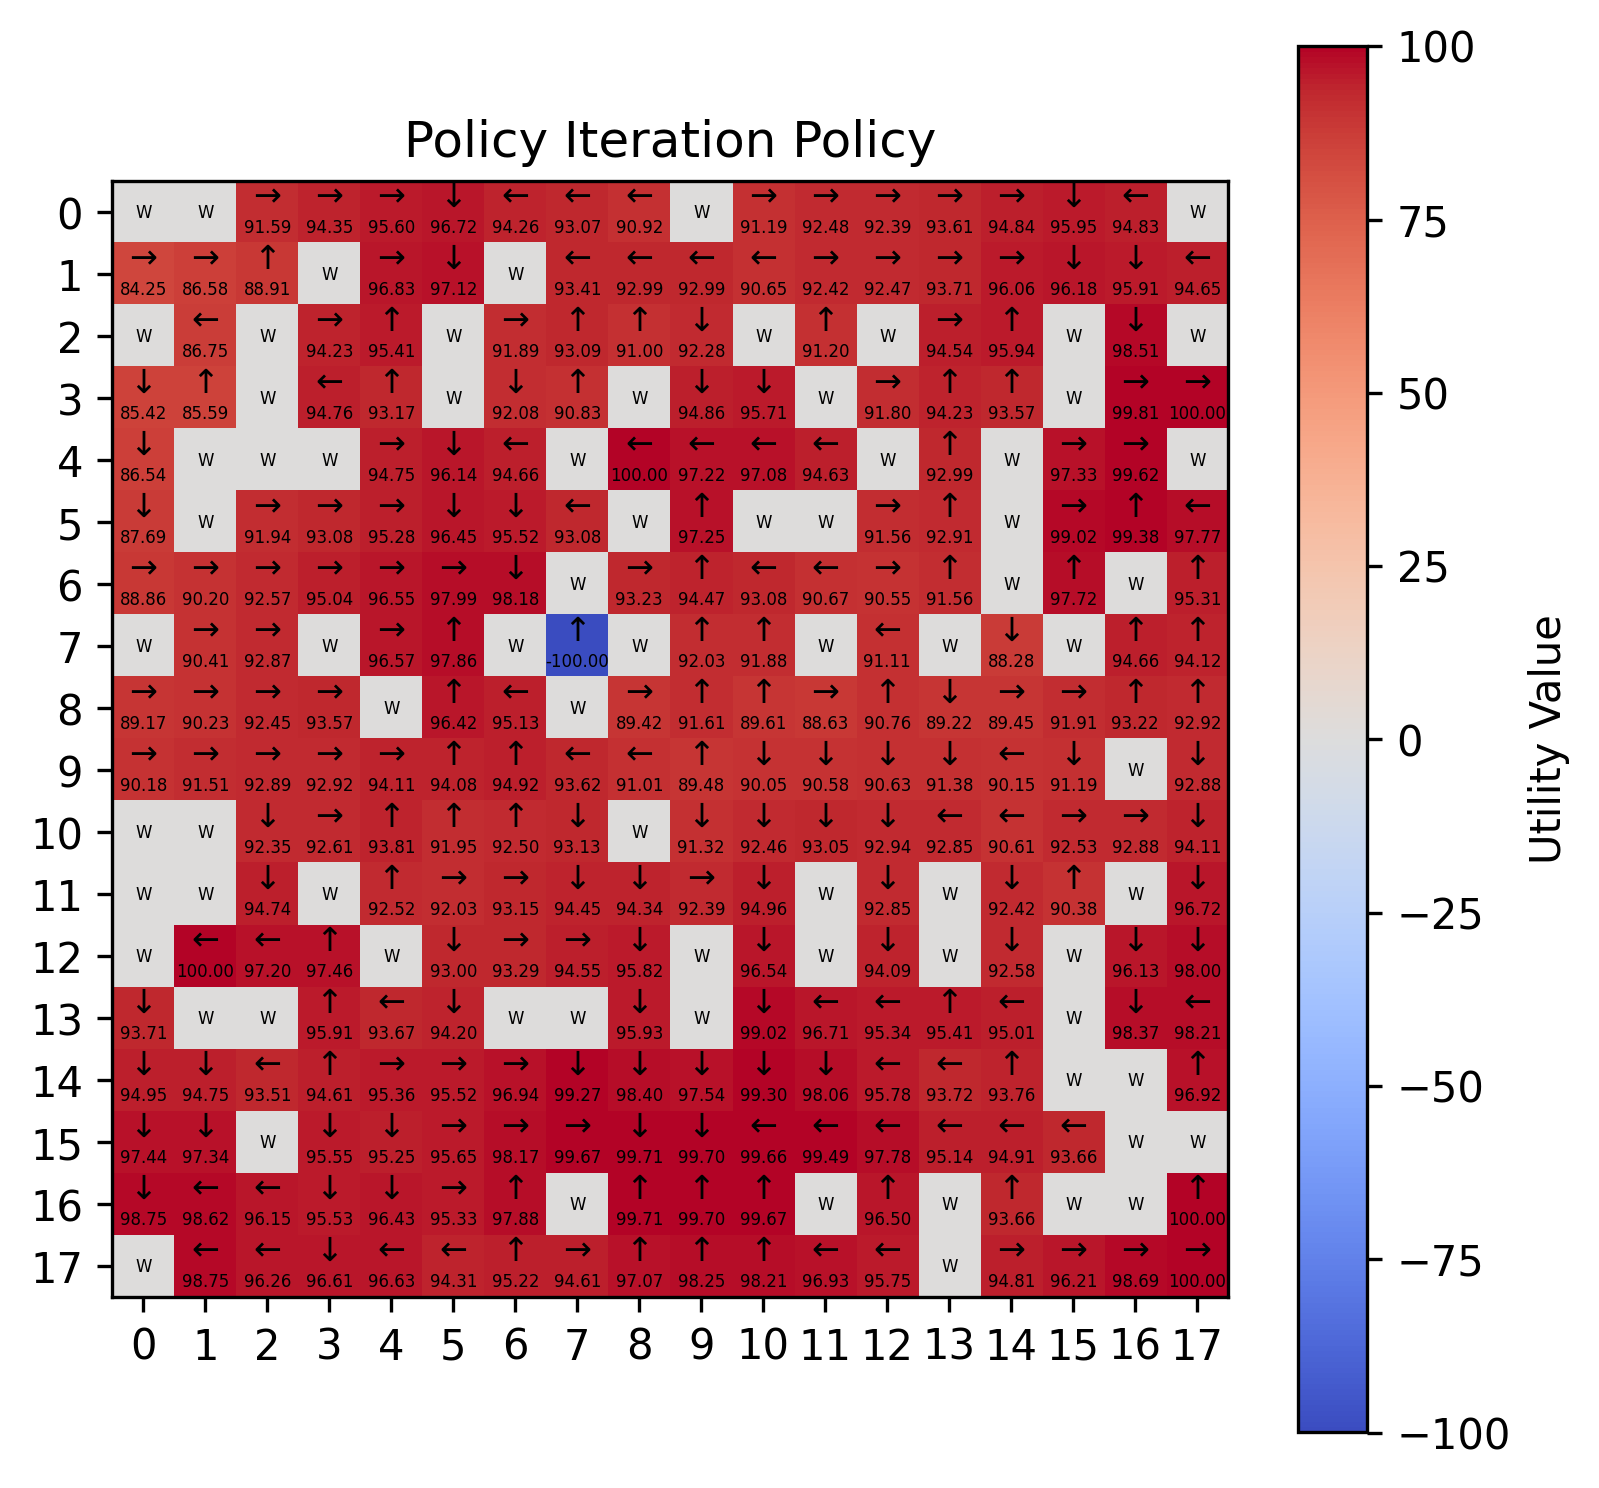 Policy Iteration Policy
0 W W → 91.59 → 94.35 → 95.60 ↓ 96.72 ← 94.26 ← 93.07 ← 90.92 W → 91.19 → 92.48 → 92.39 → 93.61 → 94.84 ↓ 95.95 ← 94.83 W
1 → 84.25 → 86.58 ↑ 88.91 W → 96.83 ↓ 97.12 W ← 93.41 ← 92.99 ← 92.99 ← 90.65 → 92.42 → 92.47 → 93.71 → 96.06 ↓ 96.18 ↓ 95.91 ← 94.65
2 W ← 86.75 W → 94.23 ↑ 95.41 W → 91.89 ↑ 93.09 ↑ 91.00 ↓ 92.28 W ↑ 91.20 W → 94.54 ↑ 95.94 W ↓ 98.51 W
3 ↓ 85.42 ↑ 85.59 W ← 94.76 ↑ 93.17 W ↓ 92.08 ↑ 90.83 W ↓ 94.86 ↓ 95.71 W → 91.80 ↑ 94.23 ↑ 93.57 W → 99.81 → 100.00
4 ↓ 86.54 W W W → 94.75 ↓ 96.14 ← 94.66 W ← 100.00 ← 97.22 ← 97.08 ← 94.63 W ↑ 92.99 W → 97.33 → 99.62 W
5 ↓ 87.69 W → 91.94 → 93.08 → 95.28 ↓ 96.45 ↓ 95.52 ← 93.08 W ↑ 97.25 W W → 91.56 ↑ 92.91 W → 99.02 ↑ 99.38 ← 97.77
6 → 88.86 → 90.20 → 92.57 → 95.04 → 96.55 → 97.99 ↓ 98.18 W → 93.23 ↑ 94.47 ← 93.08 ← 90.67 → 90.55 ↑ 91.56 W ↑ 97.72 W ↑ 95.31
7 W → 90.41 → 92.87 W → 96.57 ↑ 97.86 W ↑ -100.00 W ↑ 92.03 ↑ 91.88 W ← 91.11 W ↓ 88.28 W ↑ 94.66 ↑ 94.12
8 → 89.17 → 90.23 → 92.45 → 93.57 W ↑ 96.42 ← 95.13 W → 89.42 ↑ 91.61 ↑ 89.61 → 88.63 ↑ 90.76 ↓ 89.22 → 89.45 → 91.91 ↑ 93.22 ↑ 92.92
9 → 90.18 → 91.51 → 92.89 → 92.92 → 94.11 ↑ 94.08 ↑ 94.92 ← 93.62 ← 91.01 ↑ 89.48 ↓ 90.05 ↓ 90.58 ↓ 90.63 ↓ 91.38 ← 90.15 ↓ 91.19 W ↓ 92.88
10 W W ↓ 92.35 → 92.61 ↑ 93.81 ↑ 91.95 ↑ 92.50 ↓ 93.13 W ↓ 91.32 ↓ 92.46 ↓ 93.05 ↓ 92.94 ← 92.85 ← 90.61 → 92.53 → 92.88 ↓ 94.11
11 W W ↓ 94.74 W ↑ 92.52 → 92.03 → 93.15 ↓ 94.45 ↓ 94.34 → 92.39 ↓ 94.96 W ↓ 92.85 W ↓ 92.42 ↑ 90.38 W ↓ 96.72
12 W ← 100.00 ← 97.20 ↑ 97.46 W ↓ 93.00 → 93.29 → 94.55 ↓ 95.82 W ↓ 96.54 W ↓ 94.09 W ↓ 92.58 W ↓ 96.13 ↓ 98.00
13 ↓ 93.71 W W ↑ 95.91 ← 93.67 ↓ 94.20 W W ↓ 95.93 W ↓ 99.02 ← 96.71 ← 95.34 ↑ 95.41 ← 95.01 W ↓ 98.37 ← 98.21
14 ↓ 94.95 ↓ 94.75 ← 93.51 ↑ 94.61 → 95.36 → 95.52 → 96.94 ↓ 99.27 ↓ 98.40 ↓ 97.54 ↓ 99.30 ↓ 98.06 ← 95.78 ← 93.72 ↑ 93.76 W W ↑ 96.92
15 ↓ 97.44 ↓ 97.34 W ↓ 95.55 ↓ 95.25 → 95.65 → 98.17 → 99.67 ↓ 99.71 ↓ 99.70 ← 99.66 ← 99.49 ← 97.78 ← 95.14 ← 94.91 ← 93.66 W W
16 ↓ 98.75 ← 98.62 ← 96.15 ↓ 95.53 ↓ 96.43 → 95.33 ↑ 97.88 W ↑ 99.71 ↑ 99.70 ↑ 99.67 W ↑ 96.50 W ↑ 93.66 W W ↑ 100.00
17 W ← 98.75 ← 96.26 ↓ 96.61 ← 96.63 ← 94.31 ↑ 95.22 → 94.61 ↑ 97.07 ↑ 98.25 ↑ 98.21 ← 96.93 ← 95.75 W → 94.81 → 96.21 → 98.69 → 100.00
0 1 2 3 4 5 6 7 8 9 10 11 12 13 14 15 16 17
100
75
50
25
0
−25
−50
−75
−100
Utility Value